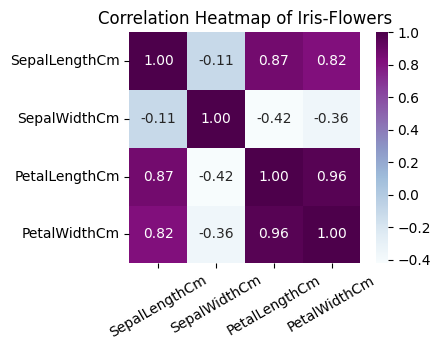 Correlation Heatmap of Iris-Flowers
SepalLengthCm 1.00 -0.11 0.87 0.82
SepalWidthCm -0.11 1.00 -0.42 -0.36
PetalLengthCm 0.87 -0.42 1.00 0.96
PetalWidthCm 0.82 -0.36 0.96 1.00
SepalLengthCm SepalWidthCm PetalLengthCm PetalWidthCm
1.0
0.8
0.6
0.4
0.2
0.0
−0.2
−0.4